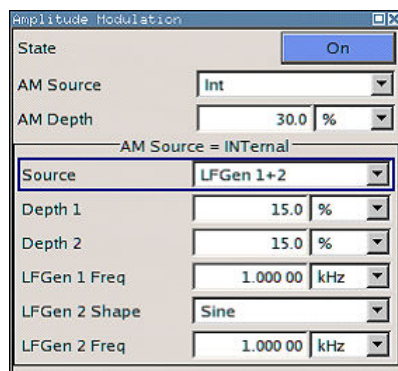 Amplitude Modulation
State On
AM Source Int
AM Depth 30.0 %
AM Source = INTernal
Source LFGen 1+2
Depth 1 15.0 %
Depth 2 15.0 %
LFGen 1 Freq 1.000 00 kHz
LFGen 2 Shape Sine
LFGen 2 Freq 1.000 00 kHz